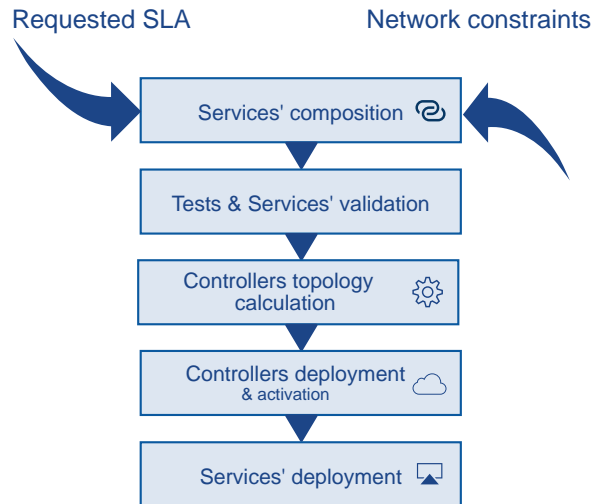 Requested SLA
Network constraints
Services' composition
Tests & Services' validation
Controllers topology
calculation
Controllers deployment
& activation
Services' deployment